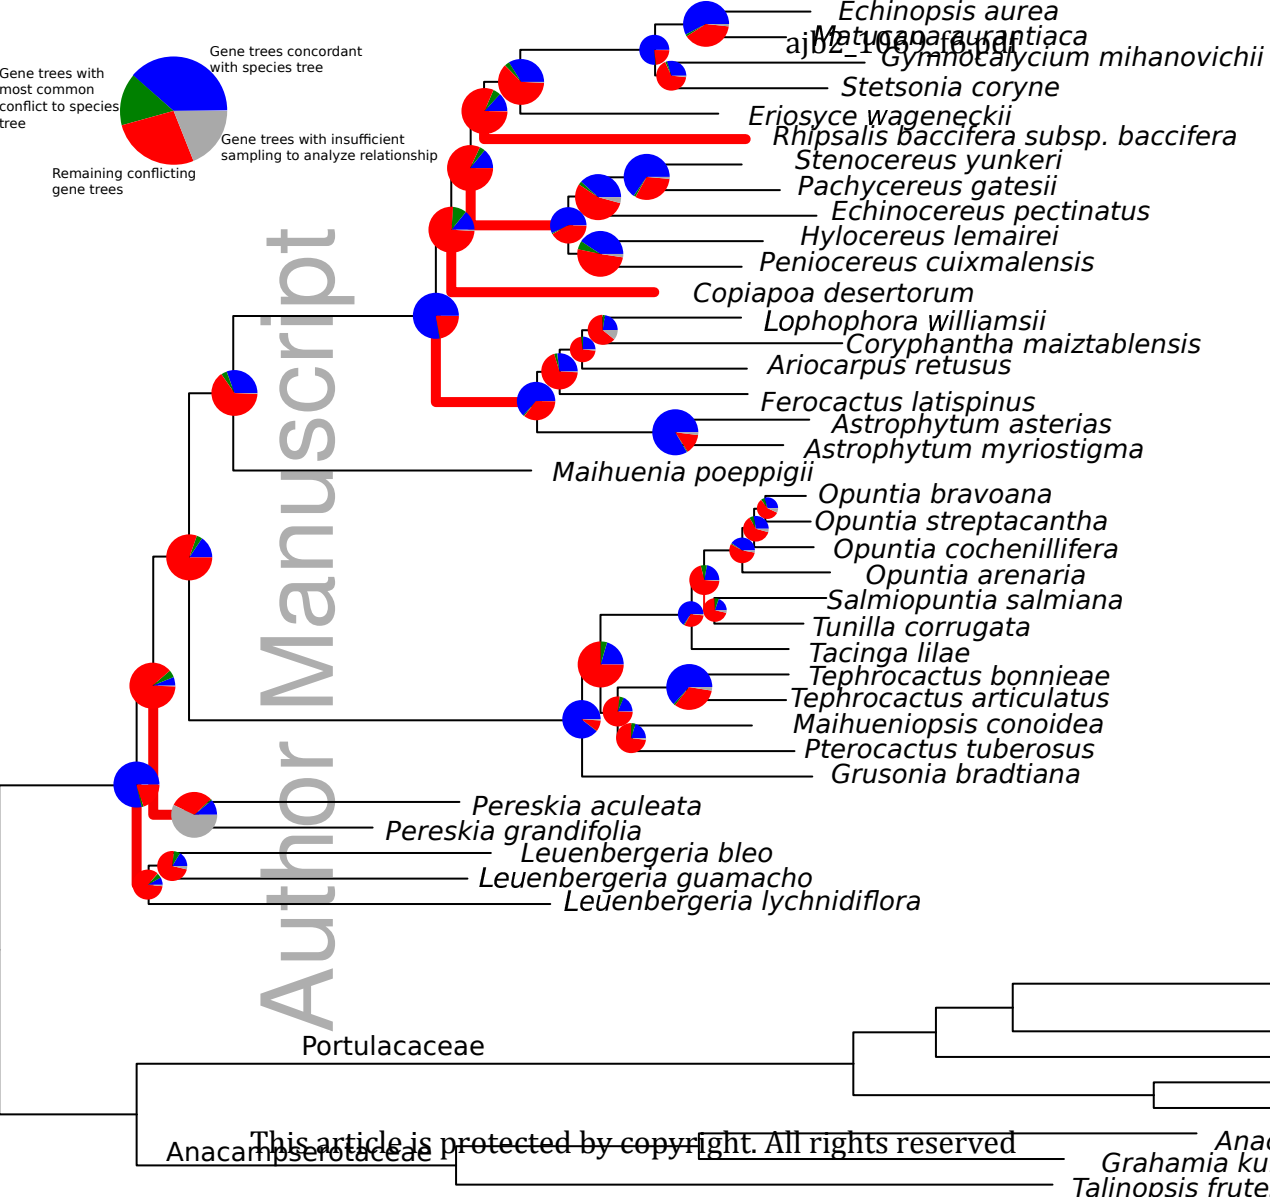 Echinopsis aurea
Matucana aurantiaca
ajb2_1069_f6.pdf
Gymnocalycium mihanovichii
Gene trees concordant
with species tree
Gene trees with
most common
conflict to species
tree
Stetsonia coryne
Eriosyce wageneckii
Rhipsalis baccifera subsp. baccifera
Gene trees with insufficient
sampling to analyze relationship
Stenocereus yunkeri
Remaining conflicting
gene trees
Pachycereus gatesii
Echinocereus pectinatus
Hylocereus lemairei
Peniocereus cuixmalensis
Copiapoa desertorum
Lophophora williamsii
Coryphantha maiztablensis
Ariocarpus retusus
Ferocactus latispinus
Astrophytum asterias
Astrophytum myriostigma
Maihuenia poeppigii
Opuntia bravoana
Opuntia streptacantha
Opuntia cochenillifera
Opuntia arenaria
Salmiopuntia salmiana
Tunilla corrugata
Tacinga lilae
Tephrocactus bonnieae
Tephrocactus articulatus
Maihueniopsis conoidea
Pterocactus tuberosus
Grusonia bradtiana
Pereskia aculeata
Pereskia grandifolia
Leuenbergeria bleo
Leuenbergeria guamacho
Leuenbergeria lychnidiflora
Author Manuscript
Portulacaceae
Anacampserotaceae
This article is protected by copyright. All rights reserved
Anac
Grahamia ku
Talinopsis frute